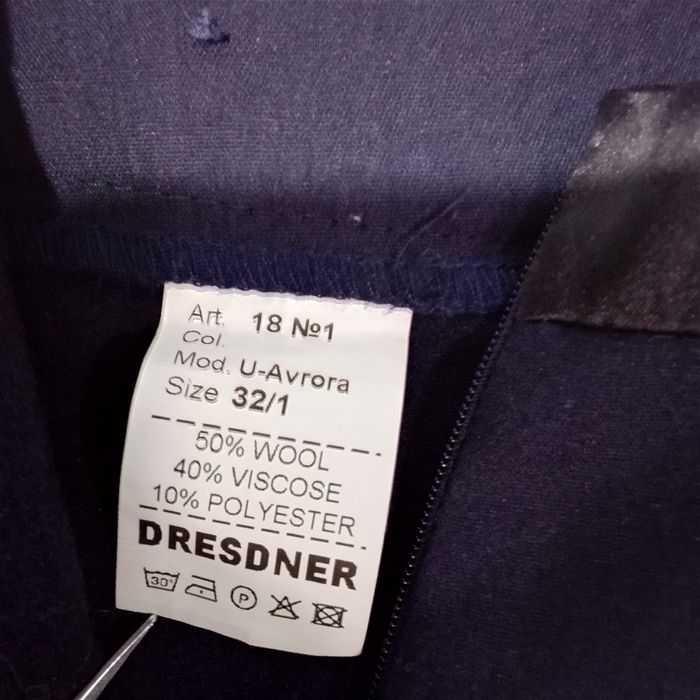 Art. 18 №1
Col.
Mod. U-Avrora
Size 32/1
50% WOOL
40% VISCOSE
10% POLYESTER
DRESDNER
30°
P